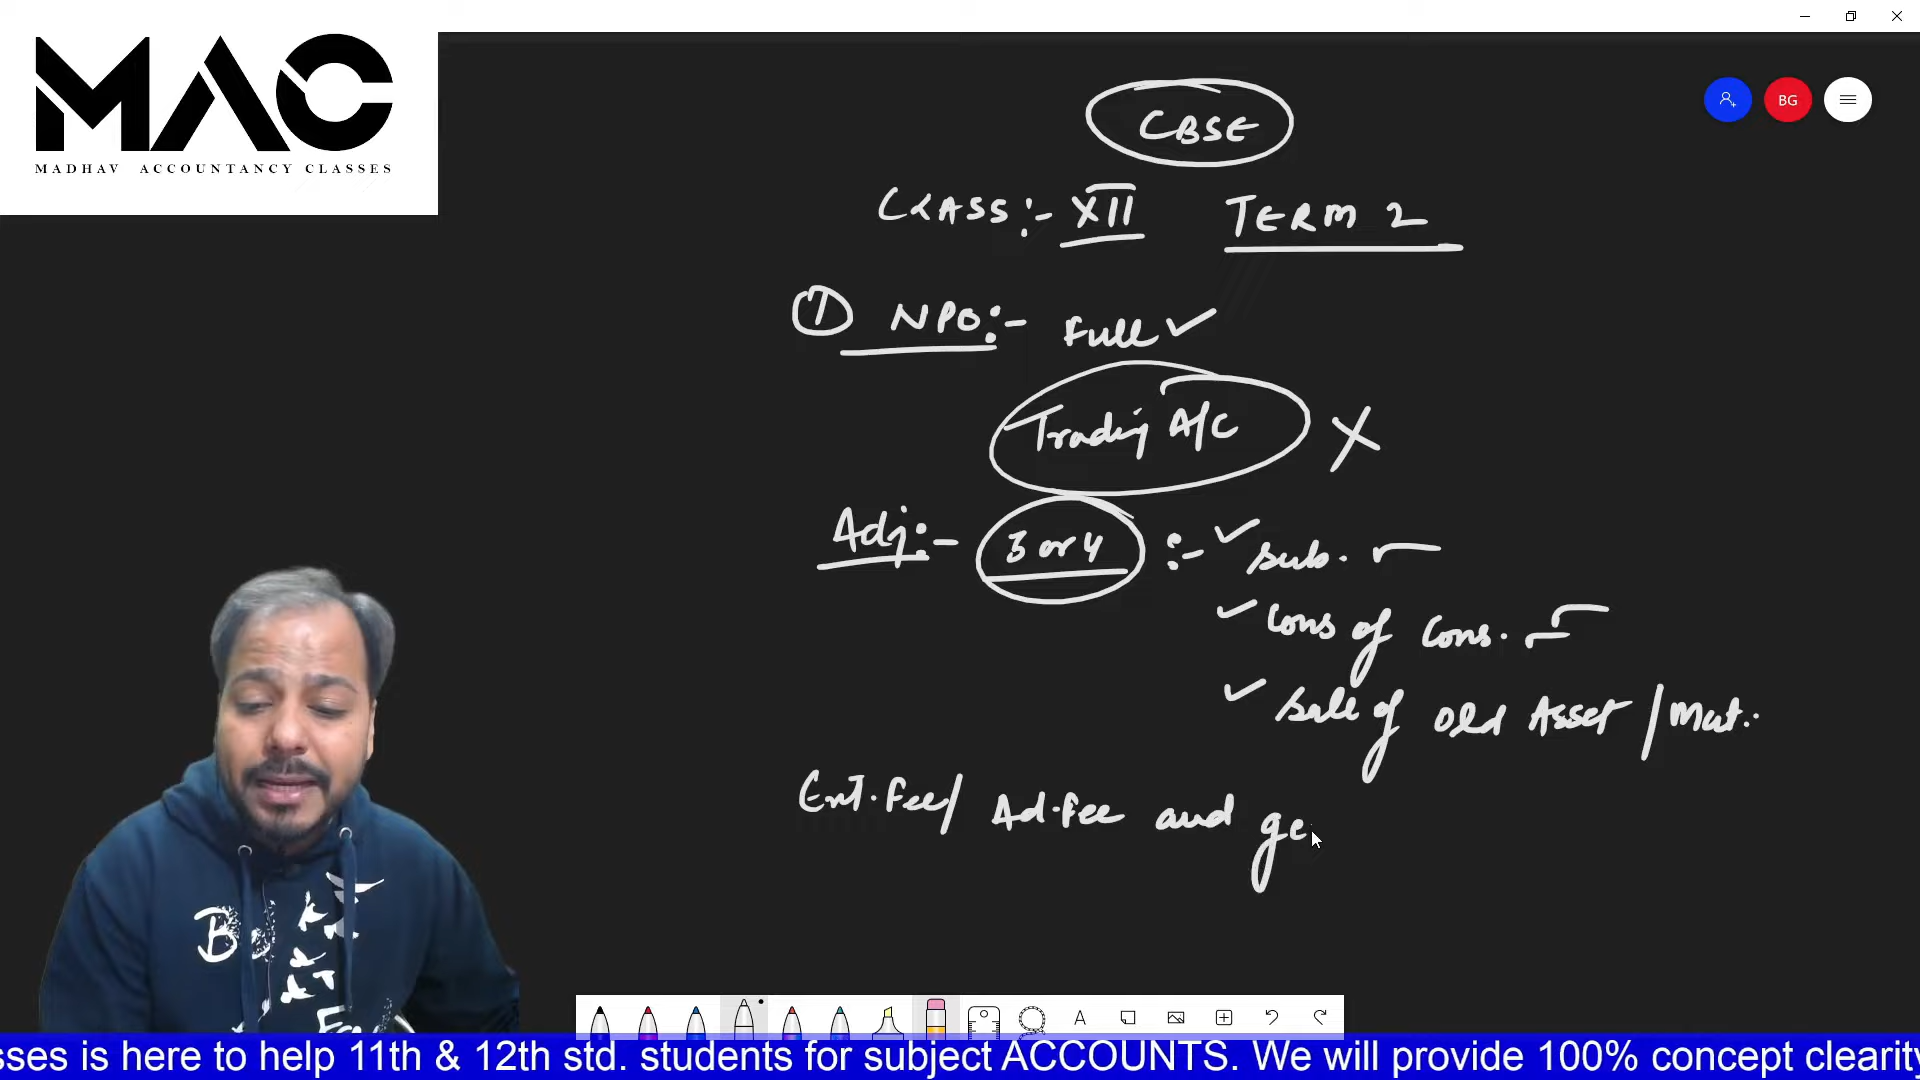 MAC
MADHAV ACCOUNTANCY CLASSES
BG
CBSE
CLASS:- XII TERM 2
① NPO:- Full ✓
Trading A/C X
Adj:- 3 or 4 :- ✓ Sub.
✓ Cons of Cons.
✓ Sale of Old Asset / Mat.
Ent. Fee/ Ad. Fee and ge
A
sses is here to help 11th & 12th std. students for subject ACCOUNTS. We will provide 100% concept clearity